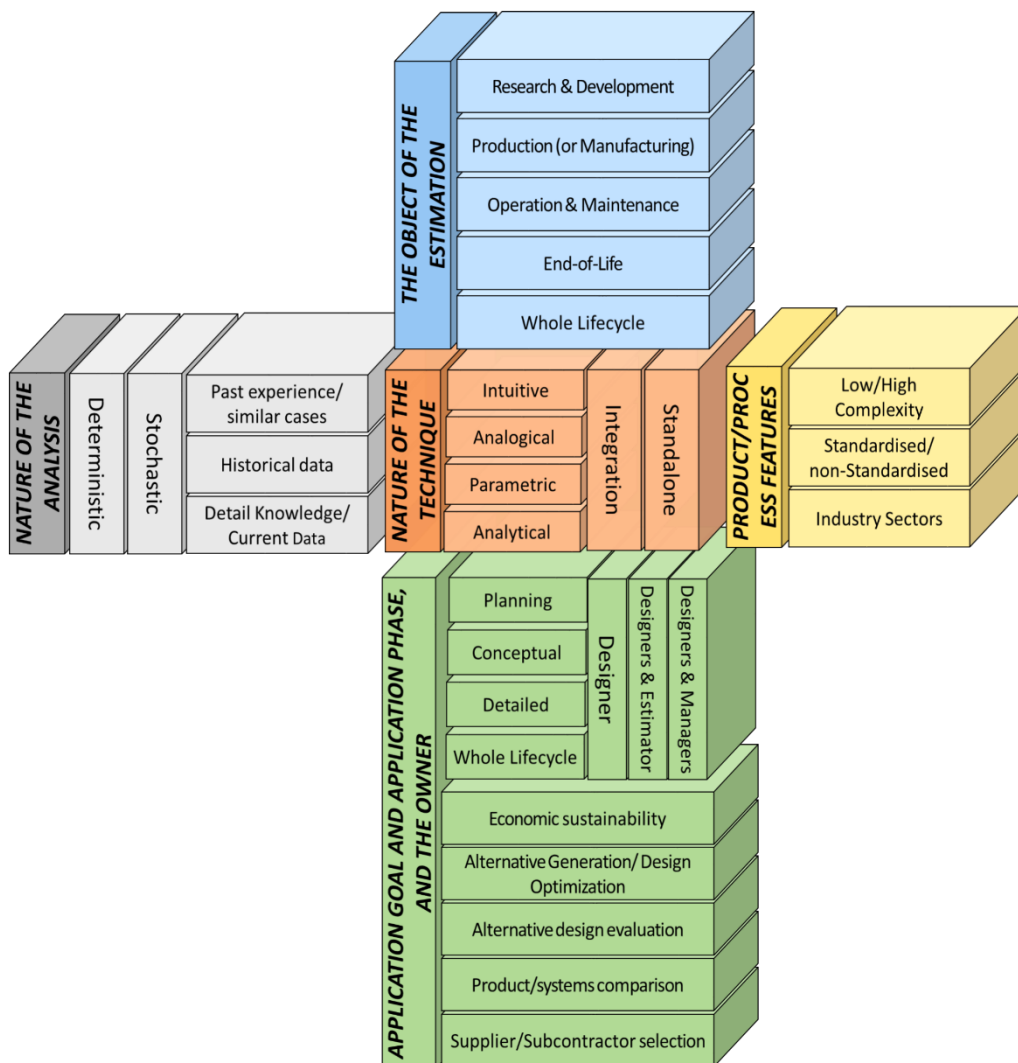 THE OBJECT OF THE
ESTIMATION
Research & Development
Production (or Manufacturing)
Operation & Maintenance
End-of-Life
Whole Lifecycle
NATURE OF THE
ANALYSIS
Deterministic
Stochastic
Past experience/
similar cases
Historical data
Detail Knowledge/
Current Data
NATURE OF THE
TECHNIQUE
Intuitive
Analogical
Parametric
Analytical
Integration
Standalone
PRODUCT/PROC
ESS FEATURES
Low/High
Complexity
Standardised/
non-Standardised
Industry Sectors
APPLICATION GOAL AND APPLICATION PHASE,
AND THE OWNER
Planning
Conceptual
Detailed
Whole Lifecycle
Designer
Designers & Estimator
Designers & Managers
Economic sustainability
Alternative Generation/ Design
Optimization
Alternative design evaluation
Product/systems comparison
Supplier/Subcontractor selection